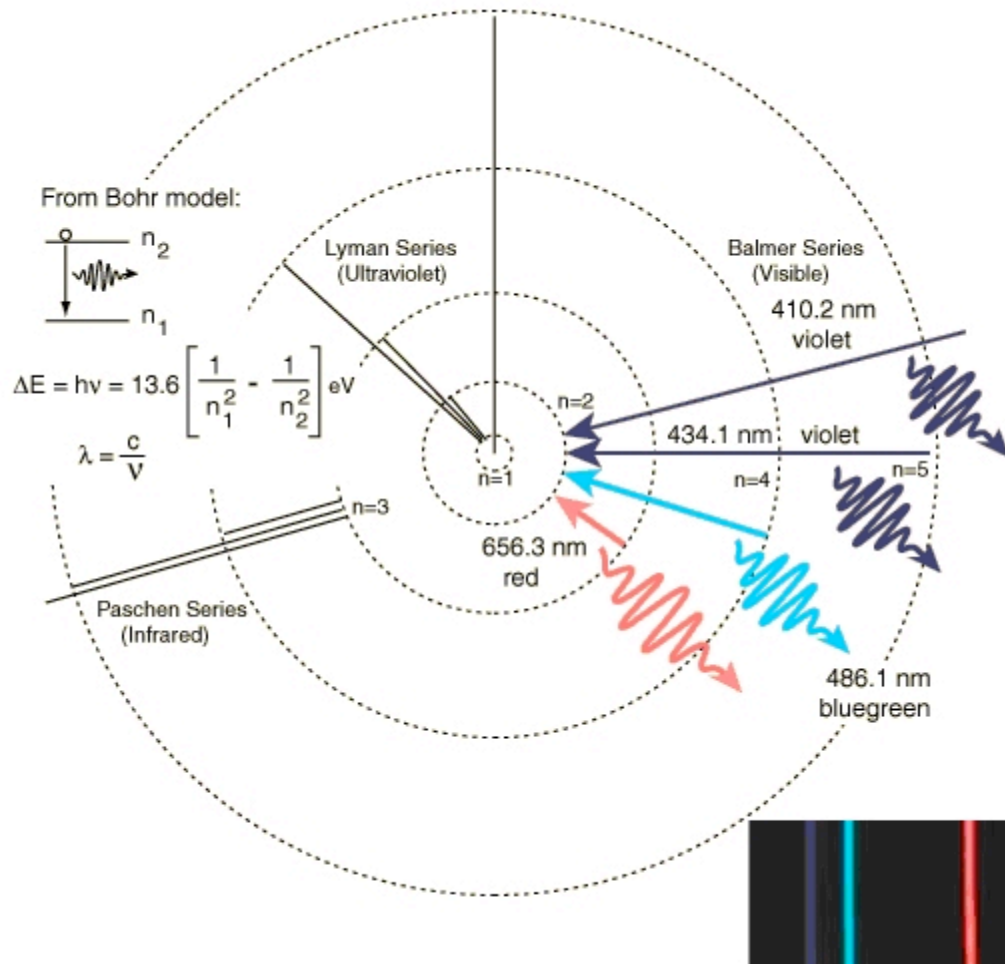 From Bohr model:
n₂
n₁
ΔE = hν = 13.6 [ 1/n₁² - 1/n₂² ] eV
λ = c/ν
Lyman Series
(Ultraviolet)
Balmer Series
(Visible)
410.2 nm
violet
n=2
434.1 nm violet
n=1
n=4
n=5
n=3
656.3 nm
red
Paschen Series
(Infrared)
486.1 nm
bluegreen